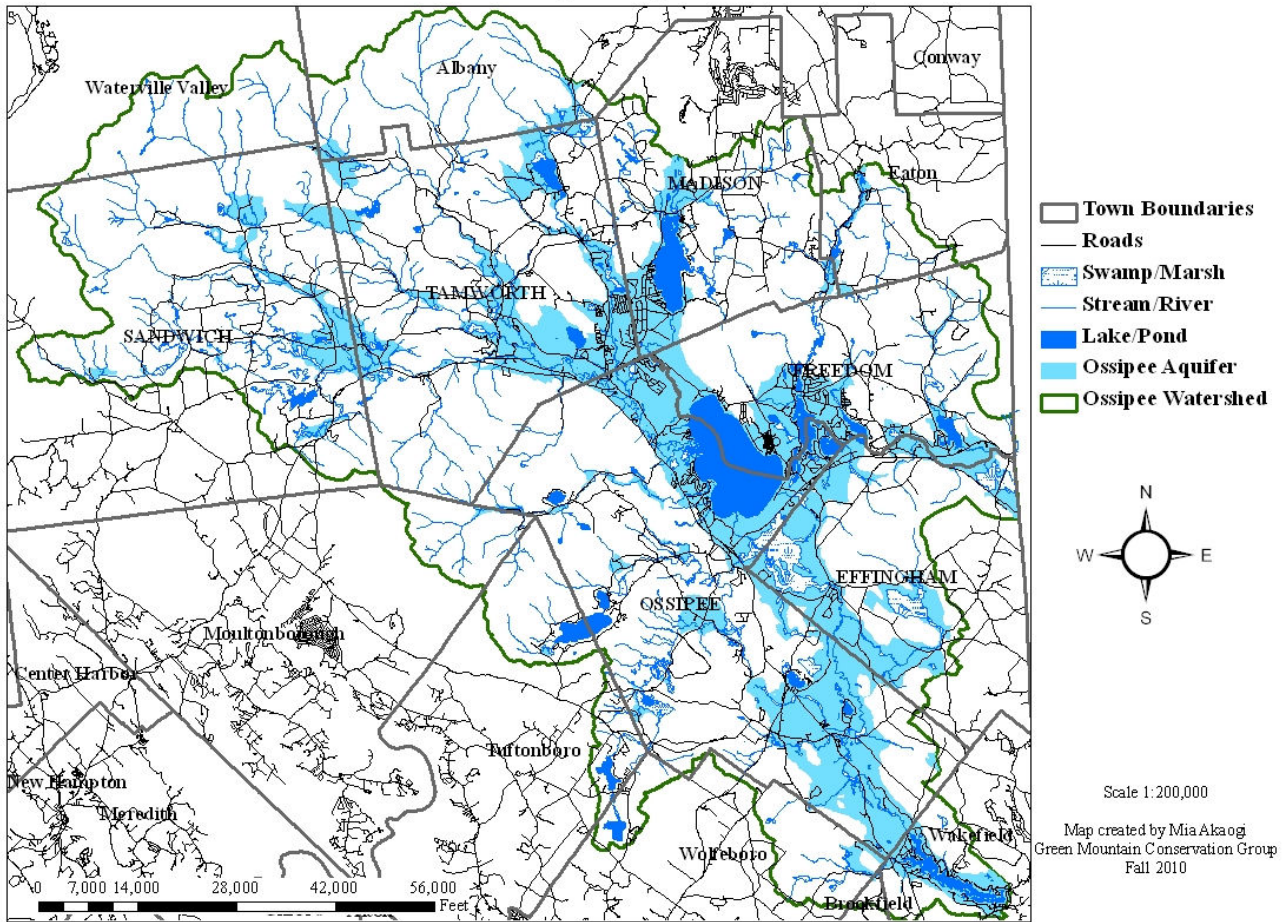 Albany
Conway
Waterville Valley
Eaton
MADISON
TAMWORTH
SANDWICH
FREEDOM
EFFINGHAM
OSSIPEE
Moultonborough
Center Harbor
Tuftonboro
New Hampton
Meredith
Wakefield
Wolfeboro
Brookfield
0 7,000 14,000 28,000 42,000 56,000
Feet
Town Boundaries
Roads
Swamp/Marsh
Stream/River
Lake/Pond
Ossipee Aquifer
Ossipee Watershed
N
W E
S
Scale 1:200,000
Map created by Mia Akaogi
Green Mountain Conservation Group
Fall 2010